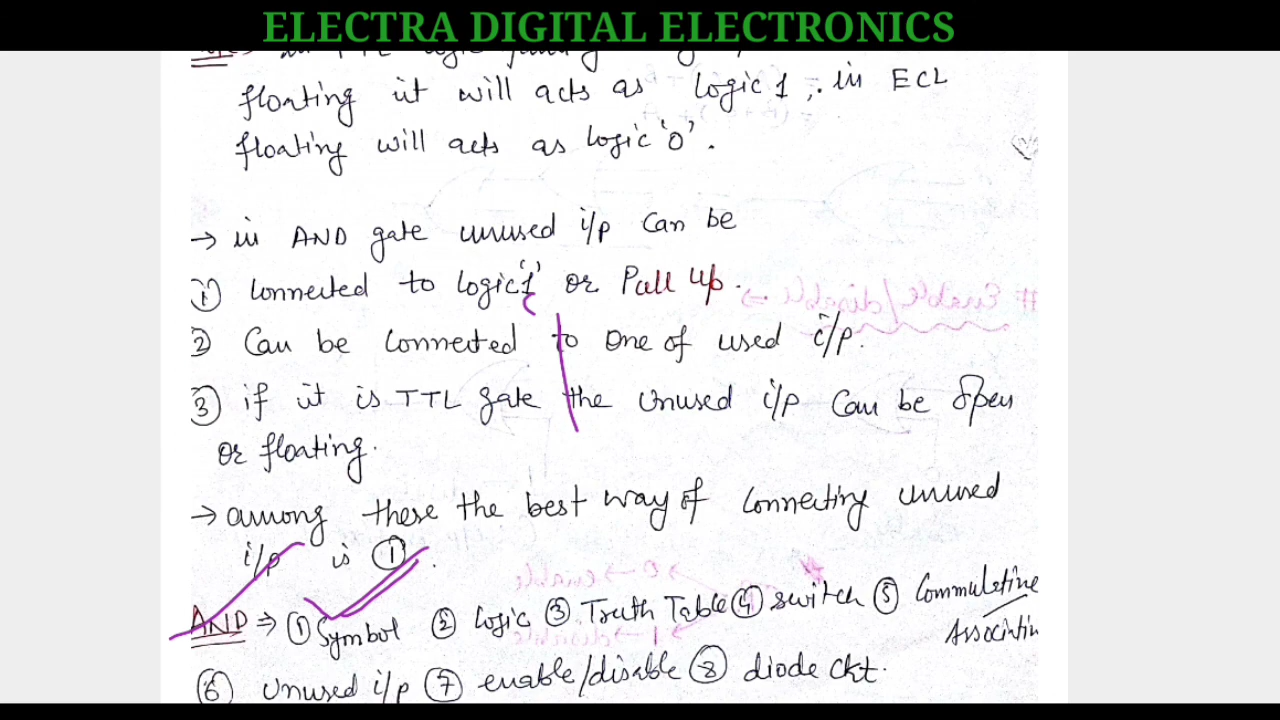 ELECTRA DIGITAL ELECTRONICS
floating it will acts as logic 1, ∴ in ECL
floating will acts as logic '0'.
→ in AND gate unused i/p can be
① Connected to logic '1' or Pull up.
② Can be Connected to One of used i/p.
③ if it is TTL gate the unused i/p can be open
or floating.
→ among these the best way of connecting unused
i/p is ①.
AND ⇒ ① Symbol ② logic ③ Truth Table ④ switch ⑤ Commulative
Associativ
⑥ unused i/p ⑦ enable/disable ⑧ diode ckt.